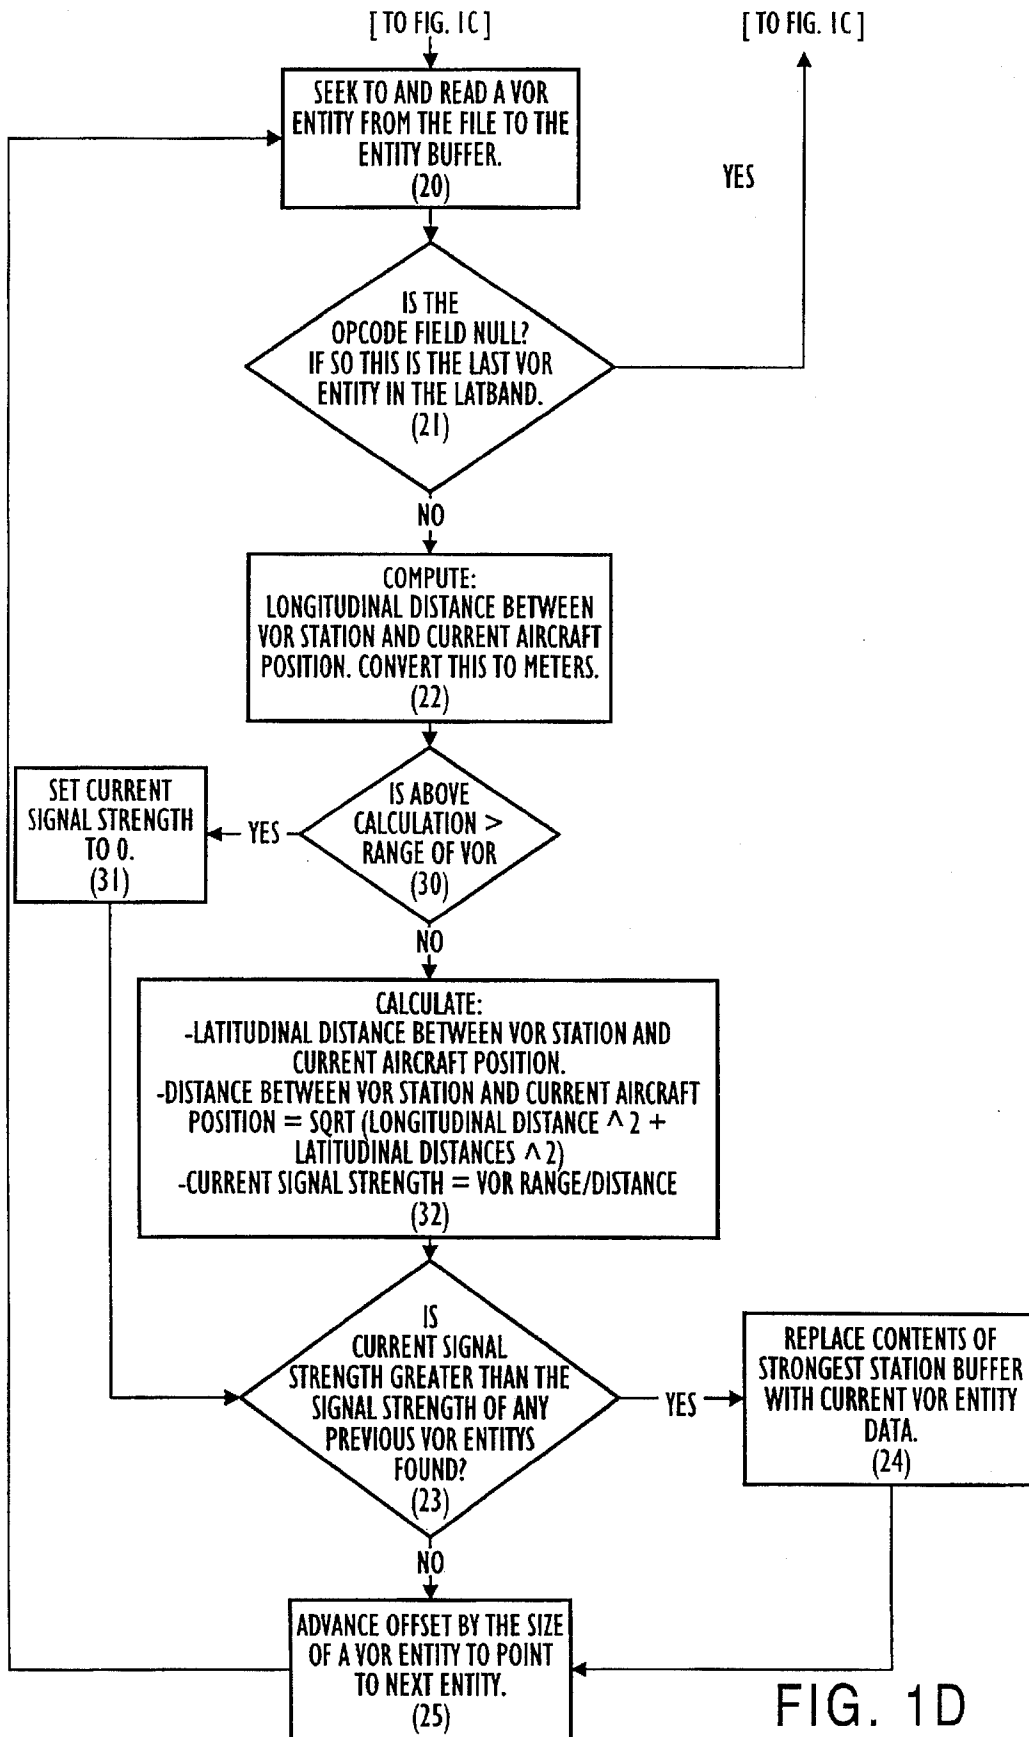 [ TO FIG. 1C ]
[ TO FIG. 1C ]
SEEK TO AND READ A VOR
ENTITY FROM THE FILE TO THE
ENTITY BUFFER.
(20)
YES
IS THE
OPCODE FIELD NULL?
IF SO THIS IS THE LAST VOR
ENTITY IN THE LATBAND.
(21)
NO
COMPUTE:
LONGITUDINAL DISTANCE BETWEEN
VOR STATION AND CURRENT AIRCRAFT
POSITION. CONVERT THIS TO METERS.
(22)
SET CURRENT
SIGNAL STRENGTH
TO 0.
(31)
YES
IS ABOVE
CALCULATION >
RANGE OF VOR
(30)
NO
CALCULATE:
-LATITUDINAL DISTANCE BETWEEN VOR STATION AND
CURRENT AIRCRAFT POSITION.
-DISTANCE BETWEEN VOR STATION AND CURRENT AIRCRAFT
POSITION = SQRT (LONGITUDINAL DISTANCE ^ 2 +
LATITUDINAL DISTANCES ^ 2)
-CURRENT SIGNAL STRENGTH = VOR RANGE/DISTANCE
(32)
IS
CURRENT SIGNAL
STRENGTH GREATER THAN THE
SIGNAL STRENGTH OF ANY
PREVIOUS VOR ENTITYS
FOUND?
(23)
YES
REPLACE CONTENTS OF
STRONGEST STATION BUFFER
WITH CURRENT VOR ENTITY
DATA.
(24)
NO
ADVANCE OFFSET BY THE SIZE
OF A VOR ENTITY TO POINT
TO NEXT ENTITY.
(25)
FIG. 1D